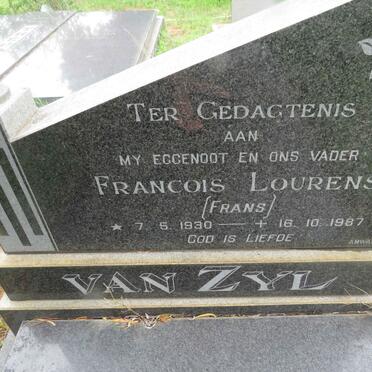 TER GEDAGTENIS
AAN
MY EGGENOOT EN ONS VADER
FRANCOIS LOURENS
(FRANS)
* 7. 5. 1930 — + 16. 10. 1987
GOD IS LIEFDE
VAN ZYL